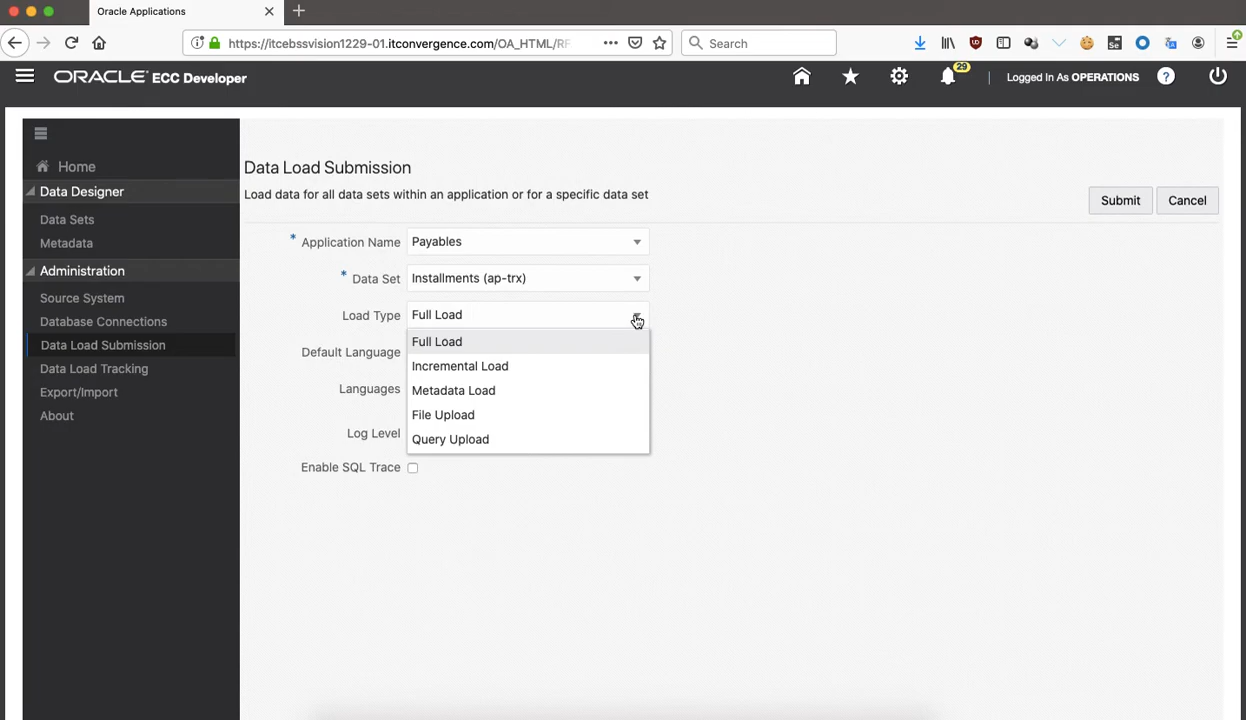 Oracle Applications
https://itcebssvision1229-01.itconvergence.com/OA_HTML/RF
Search
ORACLE ECC Developer
29
Logged In As OPERATIONS
?
Home
Data Designer
Data Sets
Metadata
Administration
Source System
Database Connections
Data Load Submission
Data Load Tracking
Export/Import
About
Data Load Submission
Load data for all data sets within an application or for a specific data set
Submit
Cancel
* Application Name Payables
* Data Set Installments (ap-trx)
Load Type Full Load
Full Load
Incremental Load
Metadata Load
File Upload
Query Upload
Default Language
Languages
Log Level
Enable SQL Trace